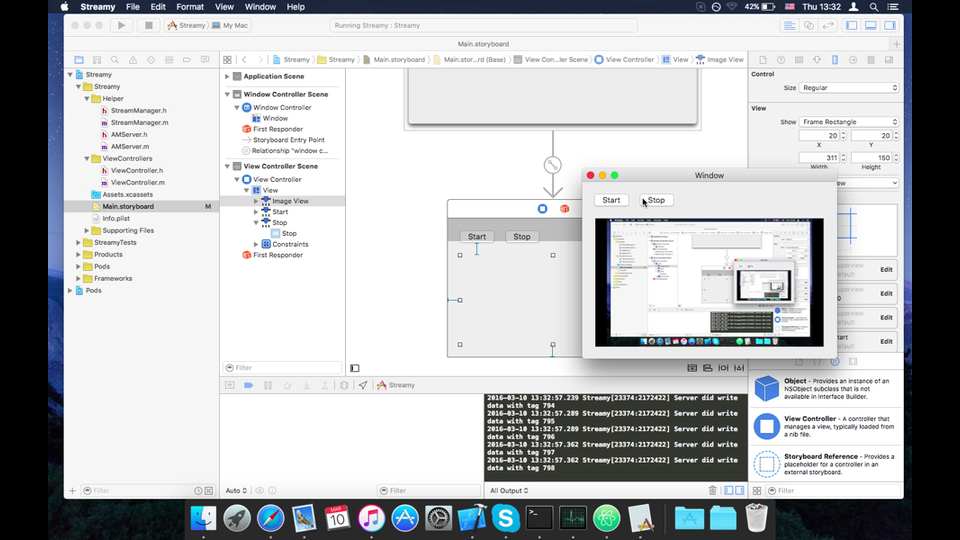 Streamy File Edit Format View Window Help
42% Thu 13:32
Streamy My Mac
Running Streamy : Streamy
Main.storyboard
Streamy Streamy Main.storyboard Main.stor...rd (Base) View Con...ler Scene View Controller View Image View
Streamy
Streamy
Helper
StreamManager.h
StreamManager.m
AMServer.h
AMServer.m
ViewControllers
ViewController.h
ViewController.m
Assets.xcassets
Main.storyboard M
Info.plist
Supporting Files
StreamyTests
Products
Pods
Frameworks
Pods
Filter
Application Scene
Window Controller Scene
Window Controller
Window
First Responder
Storyboard Entry Point
Relationship "window c...
View Controller Scene
View Controller
View
Image View
Start
Stop
Stop
Constraints
First Responder
Filter
Start Stop
Window
Start Stop
Control
Size Regular
View
Show Frame Rectangle
20 20
X Y
311 150
Width Height
Edit
Edit
Edit
Edit
Streamy
2016-03-10 13:32:57.239 Streamy[23374:2172422] Server did write
data with tag 794
2016-03-10 13:32:57.289 Streamy[23374:2172422] Server did write
data with tag 795
2016-03-10 13:32:57.289 Streamy[23374:2172422] Server did write
data with tag 796
2016-03-10 13:32:57.362 Streamy[23374:2172422] Server did write
data with tag 797
2016-03-10 13:32:57.362 Streamy[23374:2172422] Server did write
data with tag 798
Auto Filter All Output Filter
Object - Provides an instance of an
NSObject subclass that is not
available in Interface Builder.
View Controller - A controller that
manages a view, typically loaded from
a nib file.
Storyboard Reference - Provides a
placeholder for a controller in an
external storyboard.
Filter
MAR
10